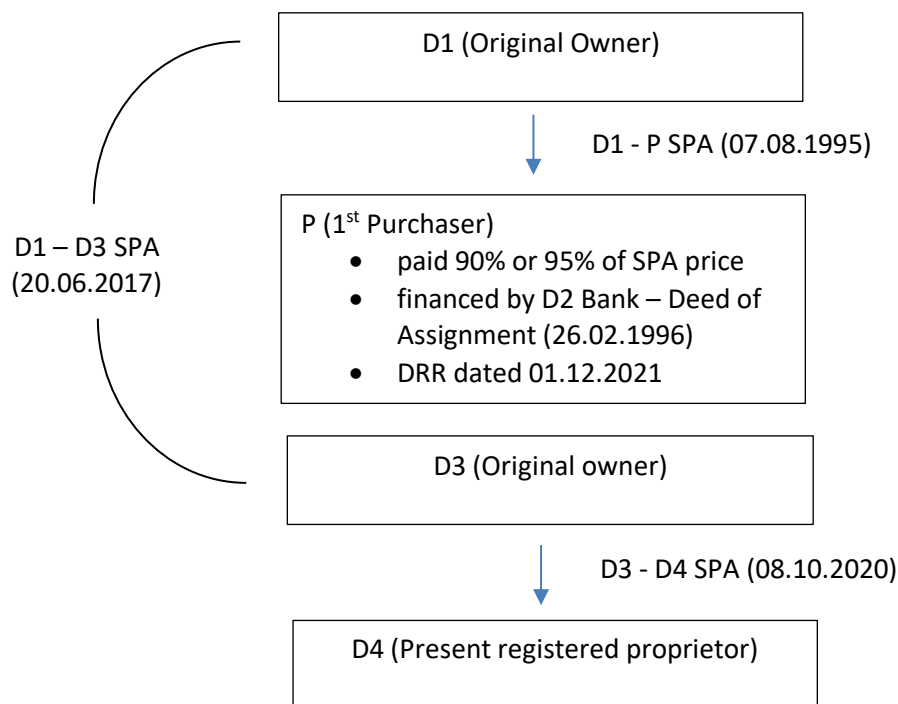 D1 (Original Owner)
D1 - P SPA (07.08.1995)
P (1st Purchaser)
• paid 90% or 95% of SPA price
• financed by D2 Bank – Deed of
Assignment (26.02.1996)
• DRR dated 01.12.2021
D1 – D3 SPA
(20.06.2017)
D3 (Original owner)
D3 - D4 SPA (08.10.2020)
D4 (Present registered proprietor)